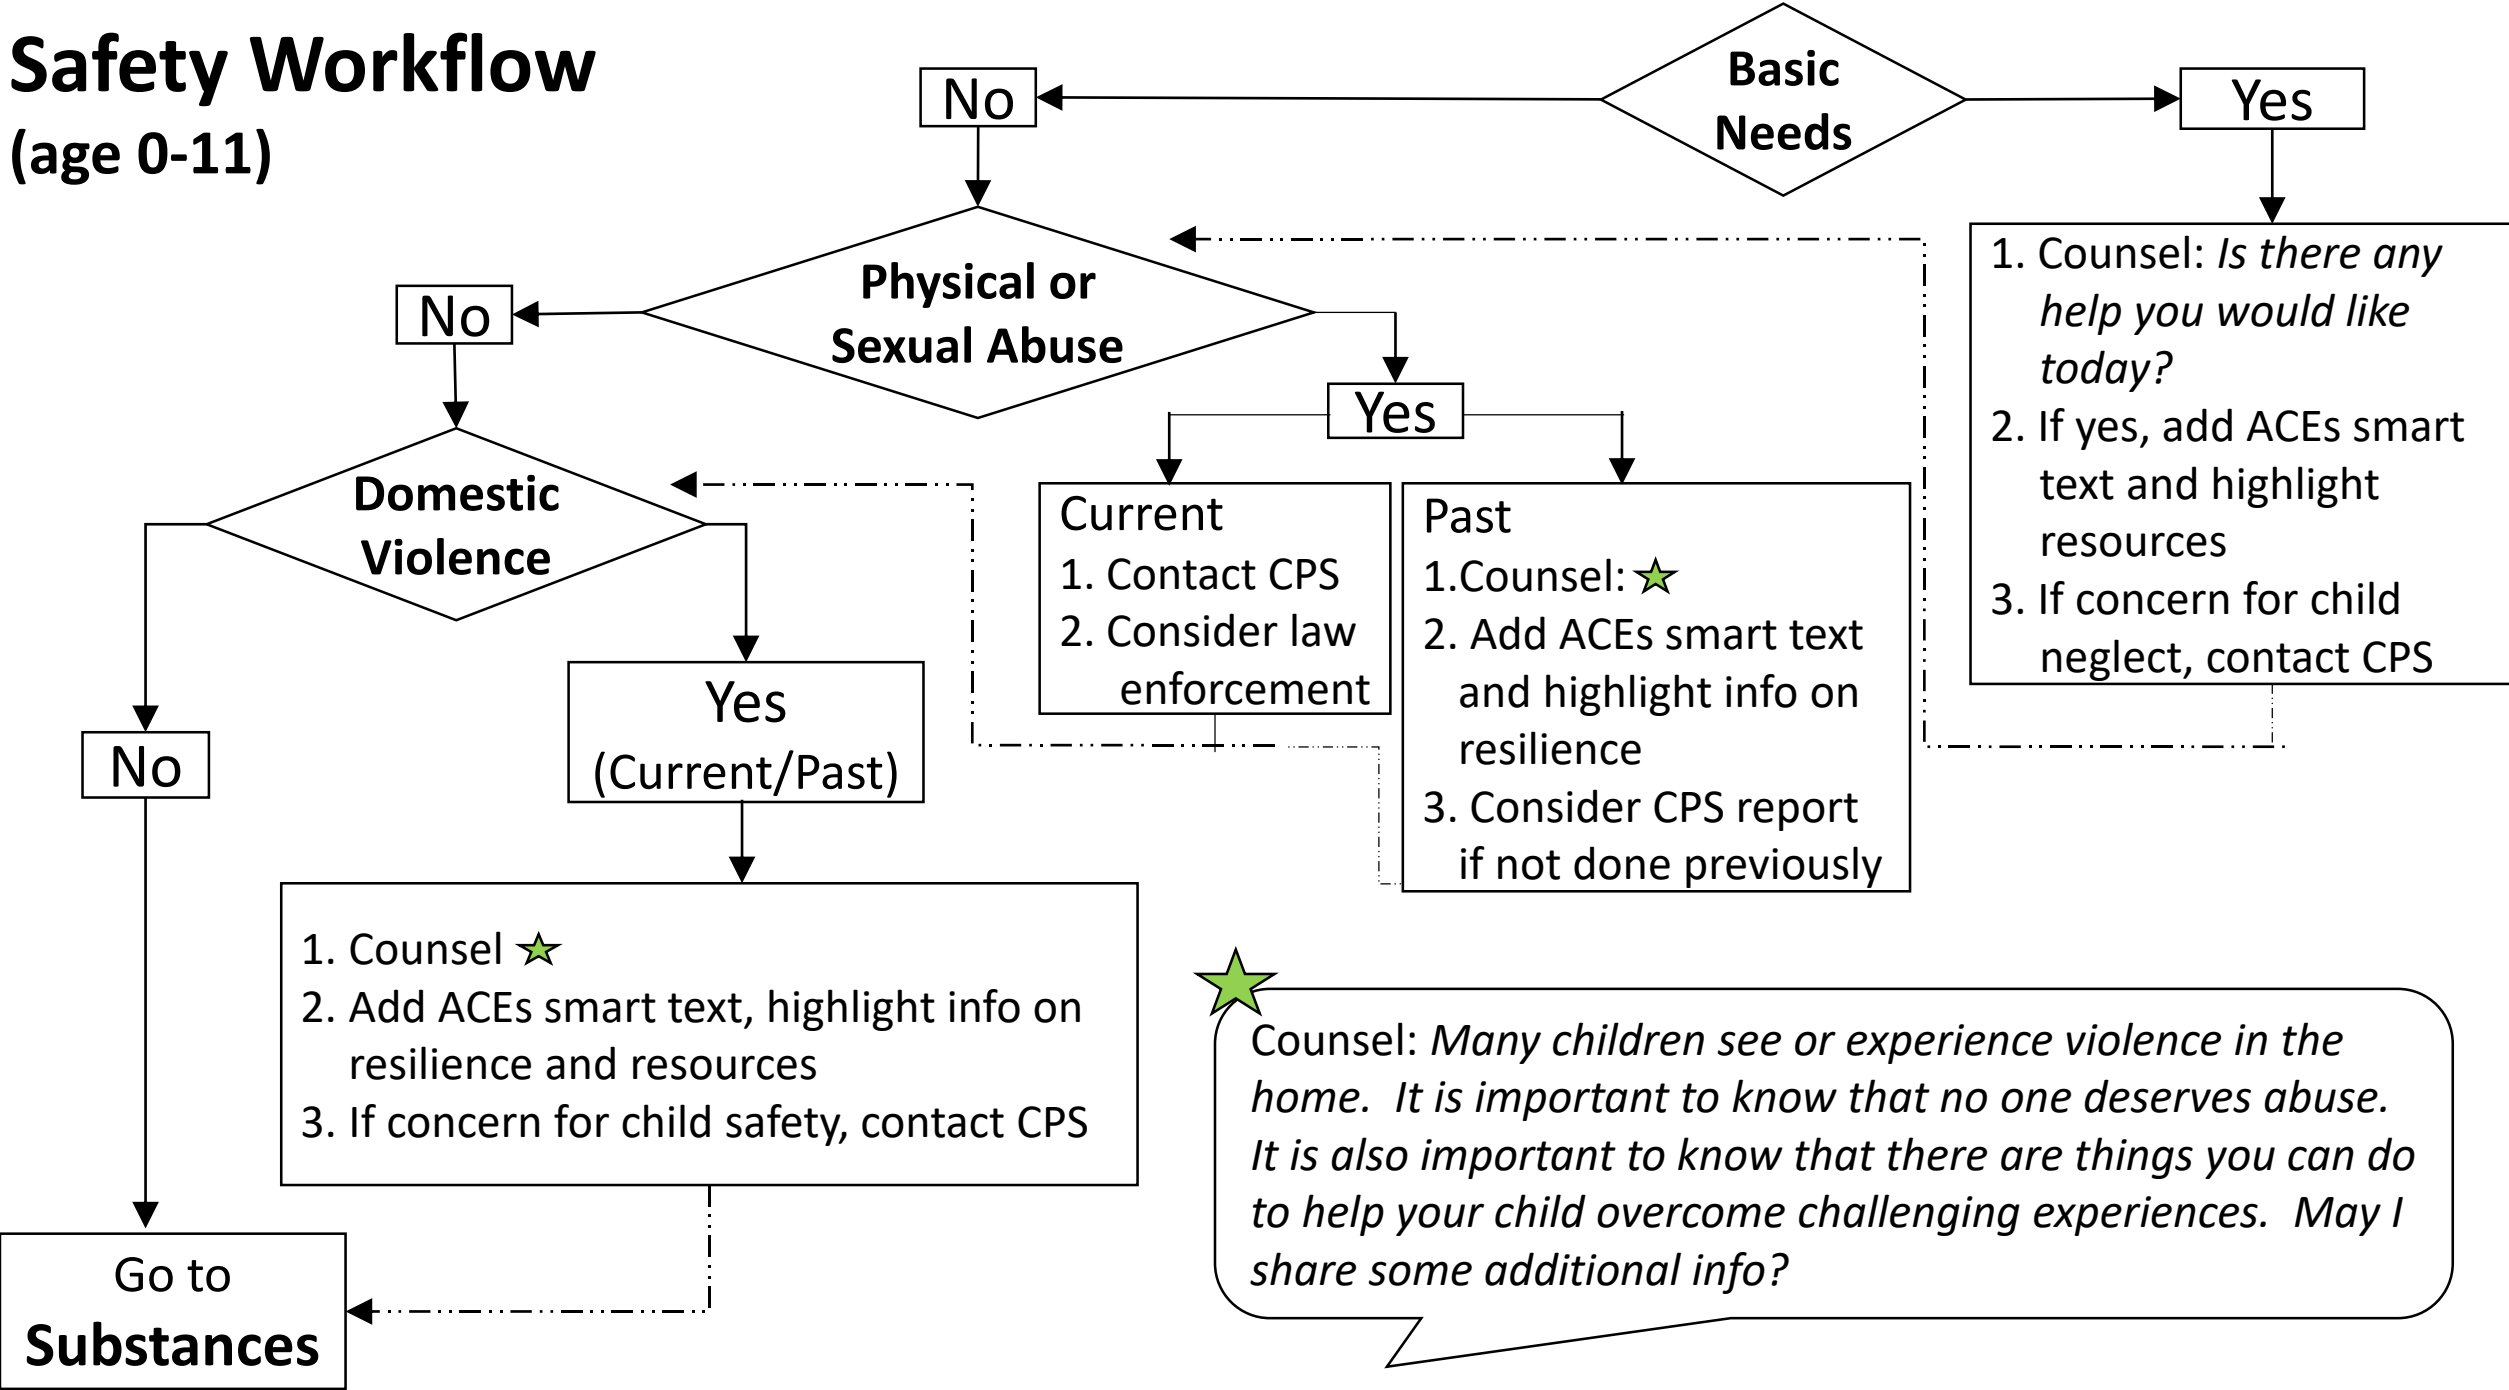 Safety Workflow
(age 0-11)
Basic
Needs
No
Yes
Physical or
Sexual Abuse
No
Yes
1. Counsel: Is there any
help you would like
today?
2. If yes, add ACEs smart
text and highlight
resources
3. If concern for child
neglect, contact CPS
Domestic
Violence
Current
1. Contact CPS
2. Consider law
enforcement
Past
1.Counsel:
2. Add ACEs smart text
and highlight info on
resilience
3. Consider CPS report
if not done previously
No
Yes
(Current/Past)
1. Counsel
2. Add ACEs smart text, highlight info on
resilience and resources
3. If concern for child safety, contact CPS
Counsel: Many children see or experience violence in the
home.  It is important to know that no one deserves abuse.
It is also important to know that there are things you can do
to help your child overcome challenging experiences.  May I
share some additional info?
Go to
Substances